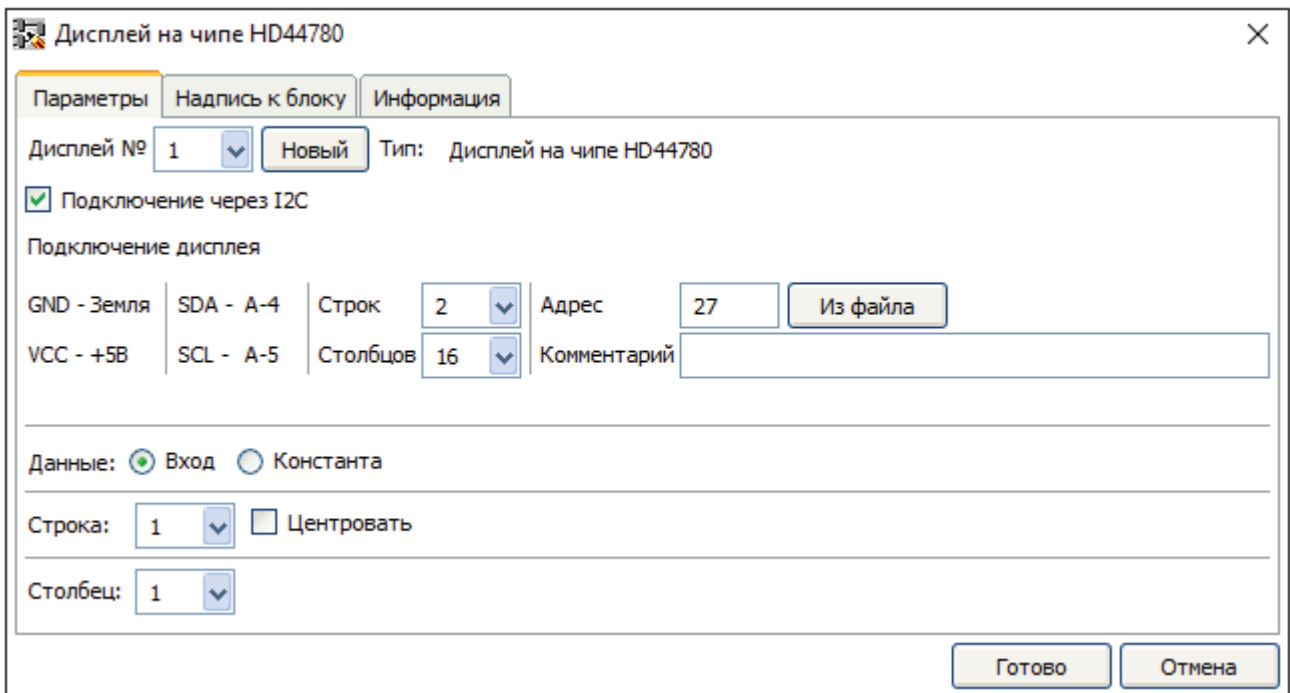 Дисплей на чипе HD44780
Параметры Надпись к блоку Информация
Дисплей № 1 Новый Тип: Дисплей на чипе HD44780
Подключение через I2C
Подключение дисплея
GND - Земля SDA - A-4 Строк 2 Адрес 27 Из файла
VCC - +5В SCL - A-5 Столбцов 16 Комментарий
Данные: Вход Константа
Строка: 1 Центровать
Столбец: 1
Готово Отмена